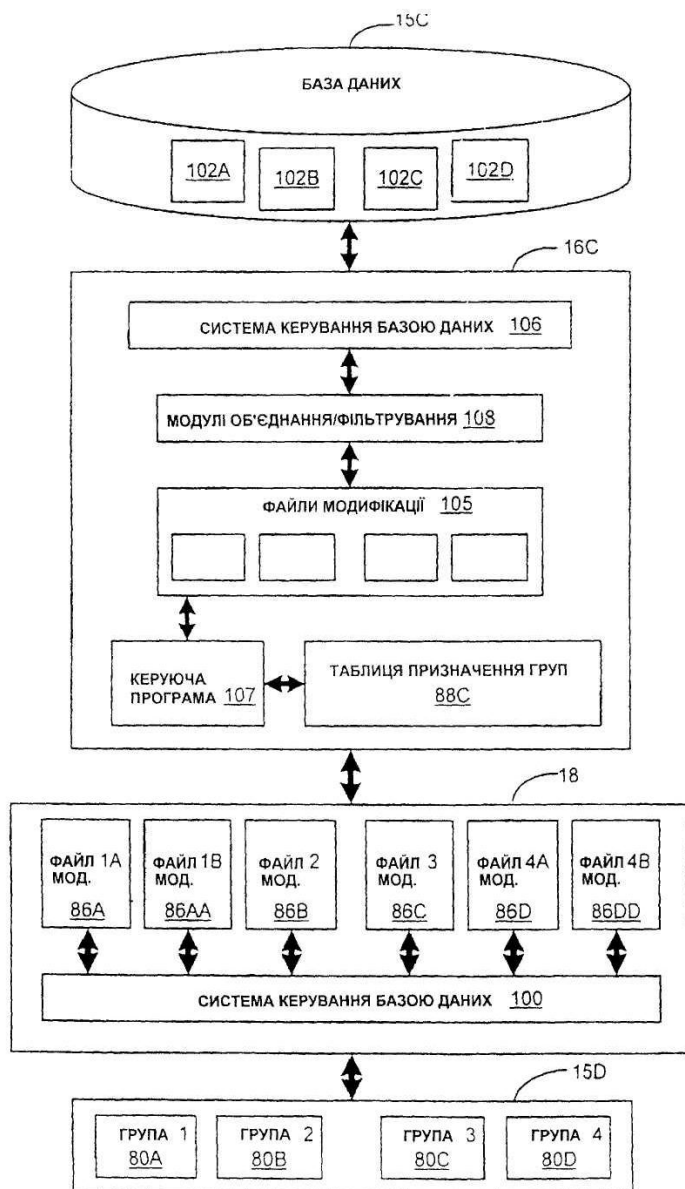 15C
БАЗА ДАНИХ
102A 102B 102C 102D
16C
СИСТЕМА КЕРУВАННЯ БАЗОЮ ДАНИХ 106
МОДУЛІ ОБ'ЄДНАННЯ/ФІЛЬТРУВАННЯ 108
ФАЙЛИ МОДИФІКАЦІЇ 105
КЕРУЮЧА
ПРОГРАМА 107
ТАБЛИЦЯ ПРИЗНАЧЕННЯ ГРУП
88C
18
ФАЙЛ 1A
МОД.
86A
ФАЙЛ 1B
МОД.
86AA
ФАЙЛ 2
МОД.
86B
ФАЙЛ 3
МОД.
86C
ФАЙЛ 4A
МОД.
86D
ФАЙЛ 4B
МОД.
86DD
СИСТЕМА КЕРУВАННЯ БАЗОЮ ДАНИХ 100
15D
ГРУПА 1
80A
ГРУПА 2
80B
ГРУПА 3
80C
ГРУПА 4
80D